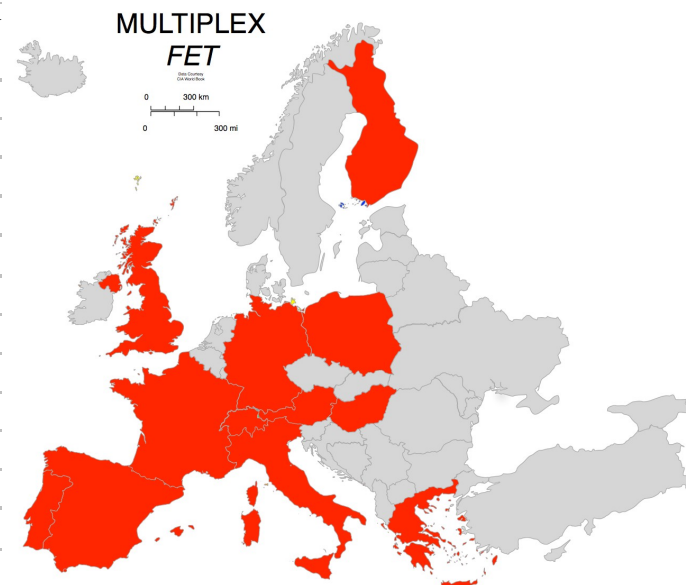 MULTIPLEX
FET
Data Courtesy
CIA World Book
0 300 km
0 300 mi